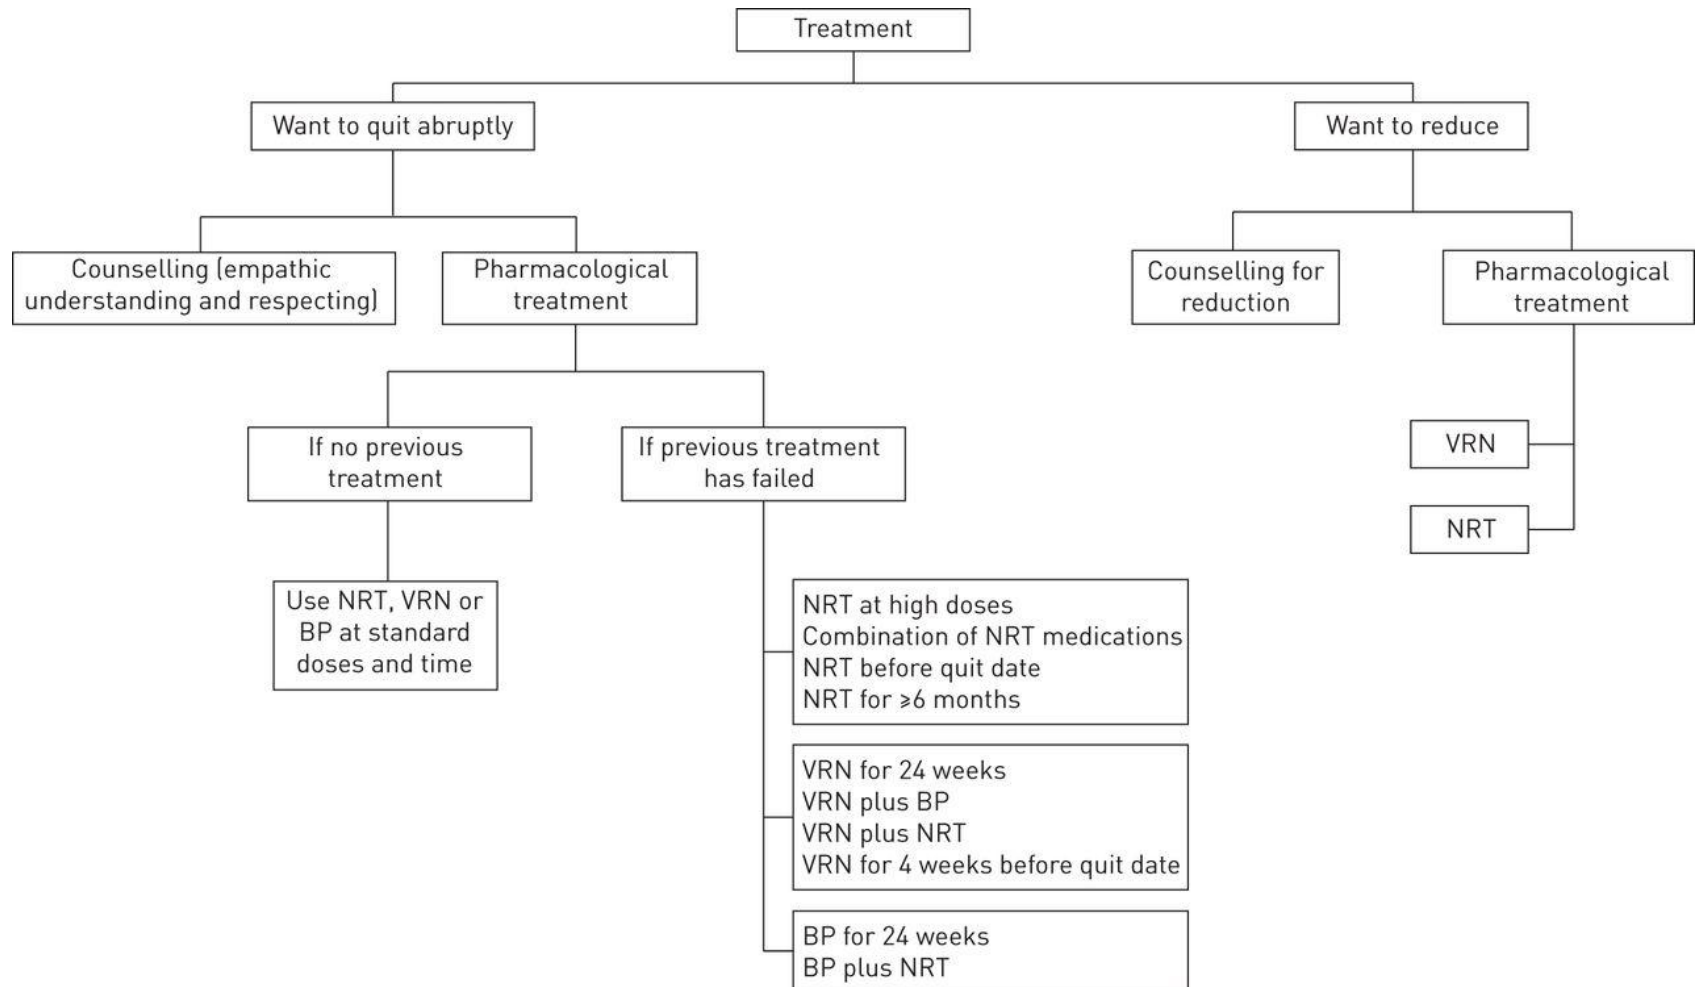 Treatment
Want to quit abruptly
Want to reduce
Counselling (empathic
understanding and respecting)
Pharmacological
treatment
Counselling for
reduction
Pharmacological
treatment
If no previous
treatment
If previous treatment
has failed
VRN
NRT
Use NRT, VRN or
BP at standard
doses and time
NRT at high doses
Combination of NRT medications
NRT before quit date
NRT for ≥6 months
VRN for 24 weeks
VRN plus BP
VRN plus NRT
VRN for 4 weeks before quit date
BP for 24 weeks
BP plus NRT